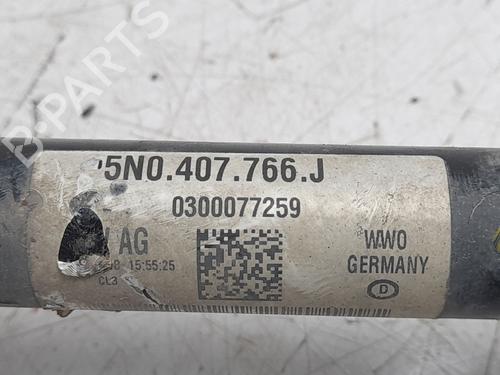 B-PARTS
5N0.407.766.J
0300077259
AG
15:55:25
CL3
WWO
GERMANY
D